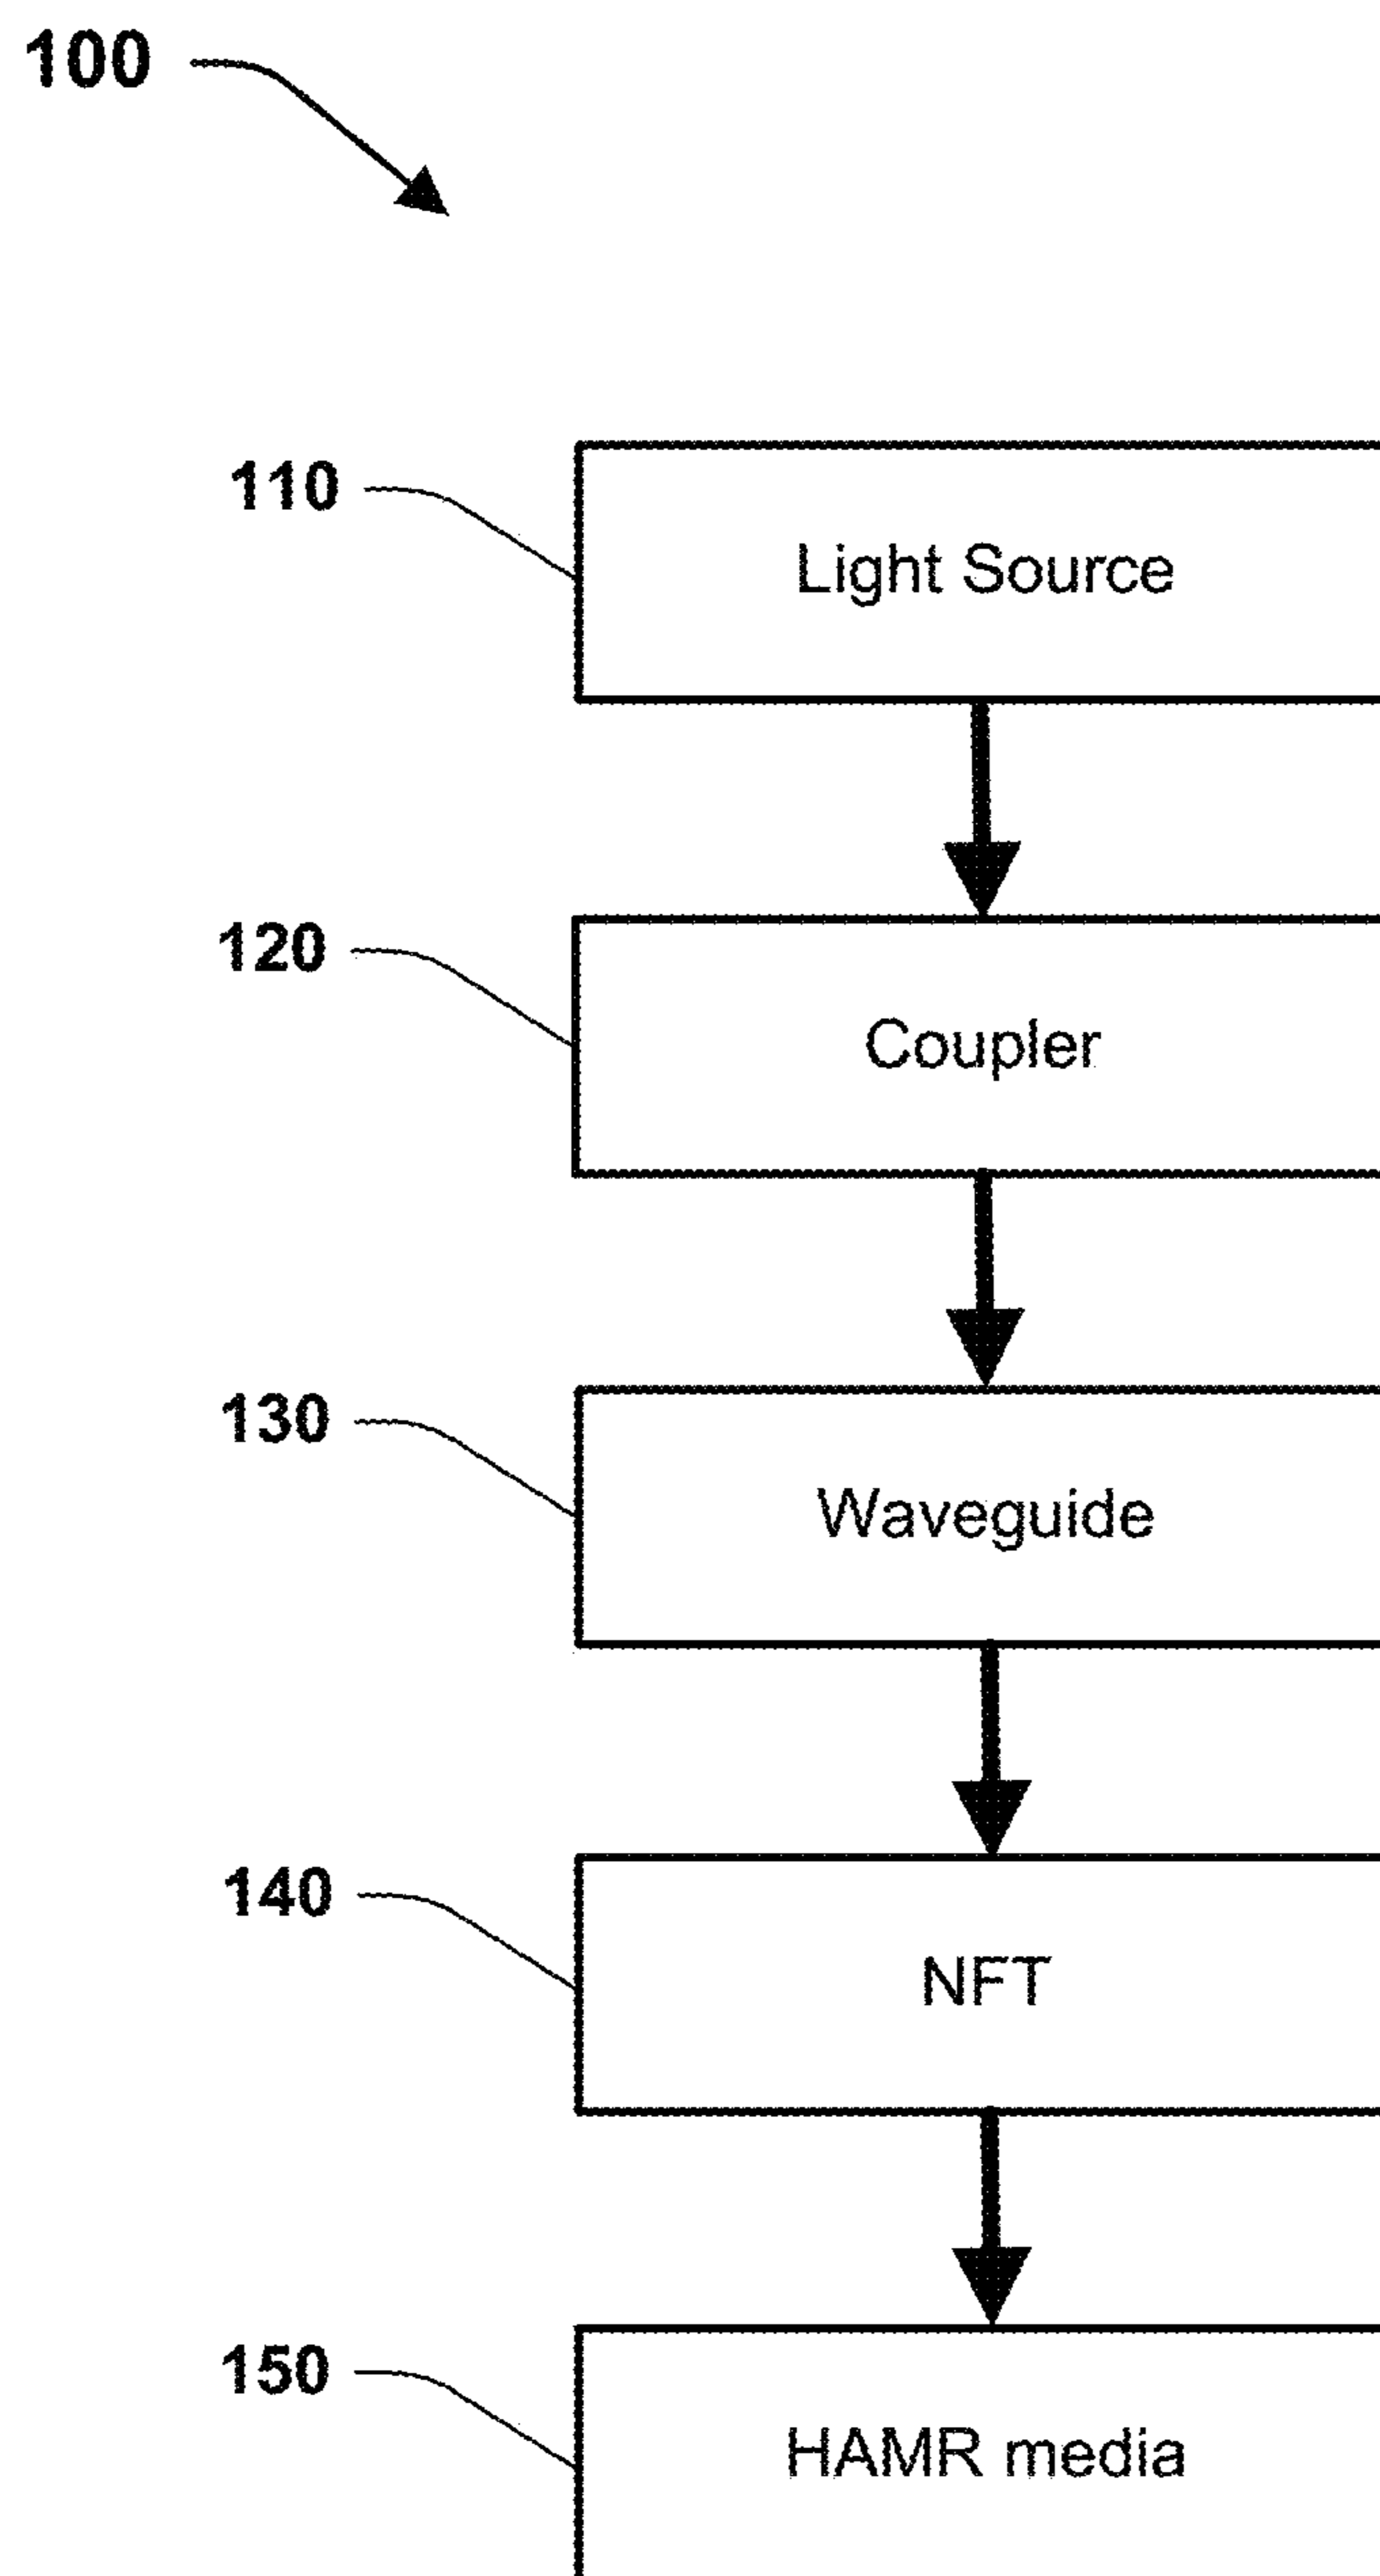 100
110
Light Source
120
Coupler
130
Waveguide
140
NFT
150
HAMR media